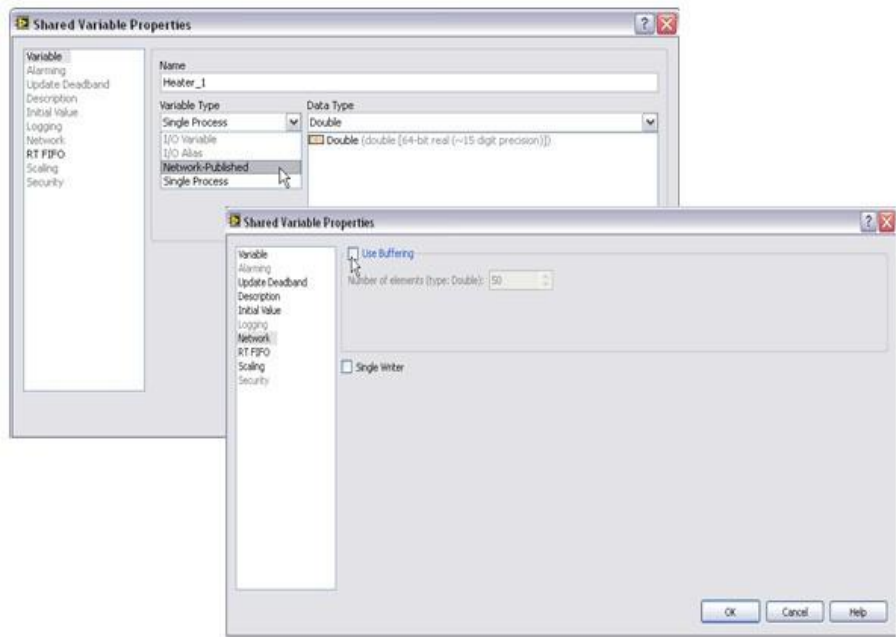 Shared Variable Properties
Variable
Alarming
Update Deadband
Description
Initial Value
Logging
Network
RT FIFO
Scaling
Security
Name
Heater_1
Variable Type
Single Process
I/O Variable
I/O Alias
Network-Published
Single Process
Data Type
Double
Double (double [64-bit real (~15 digit precision)])
Shared Variable Properties
Variable
Alarming
Update Deadband
Description
Initial Value
Logging
Network
RT FIFO
Scaling
Security
Use Buffering
Number of elements (type: Double): 50
Single Writer
OK
Cancel
Help